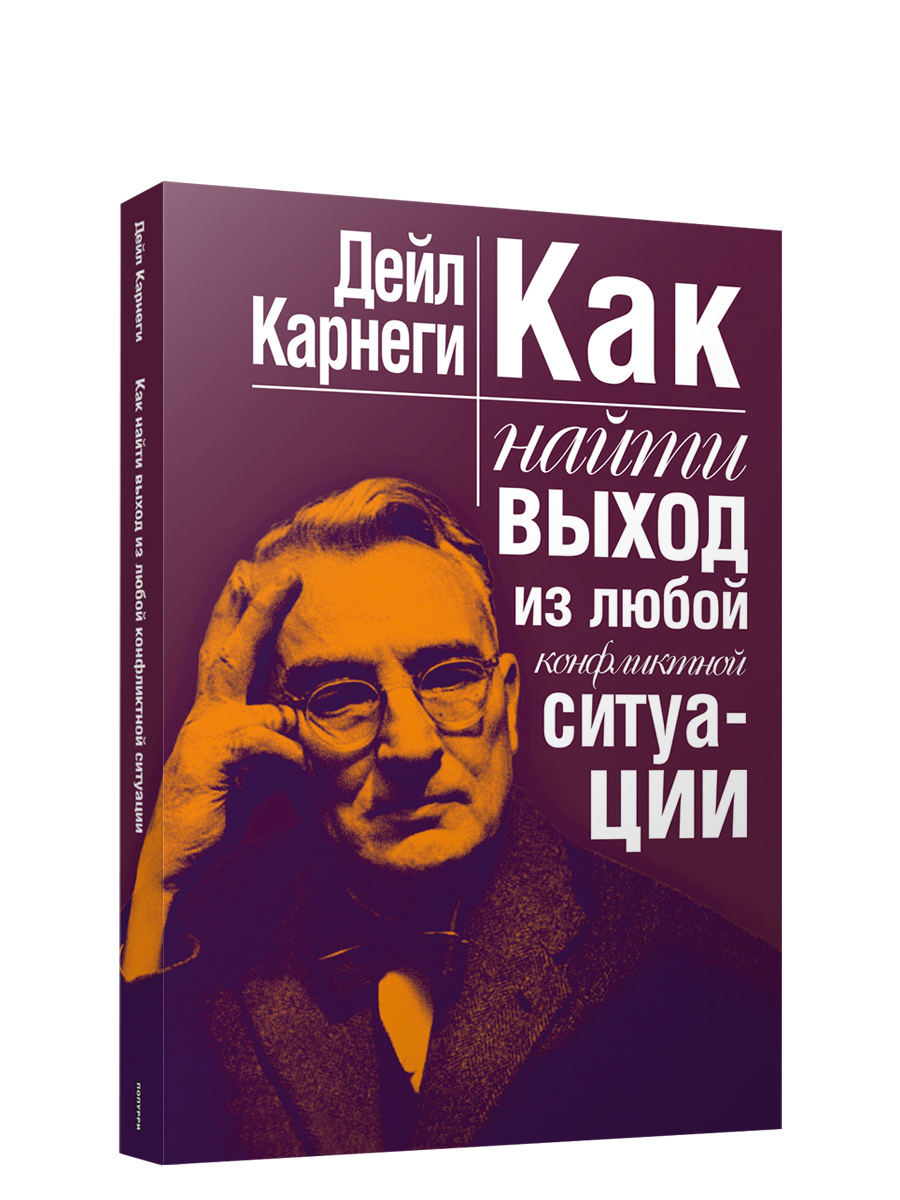 Дейл
Карнеги
Как
найти
ВЫХОД
из любой
конфликтной
ситуа-
ции
Дейл Карнеги Как найти выход из любой конфликтной ситуации
ПОПУРРИ